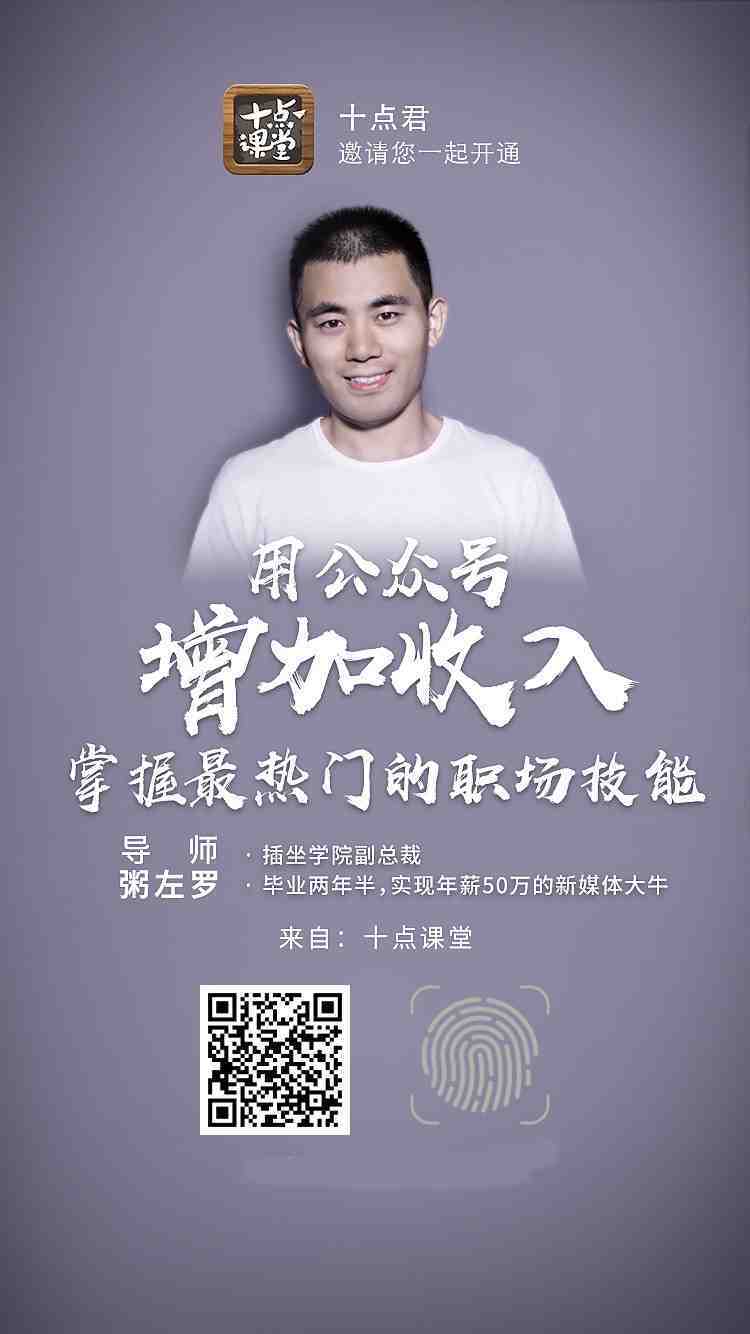 十点课堂
十点君
邀请您一起开通
用公众号
增加收入
掌握最热门的职场技能
导 师
粥左罗
· 插坐学院副总裁
· 毕业两年半，实现年薪50万的新媒体大牛
来自：十点课堂